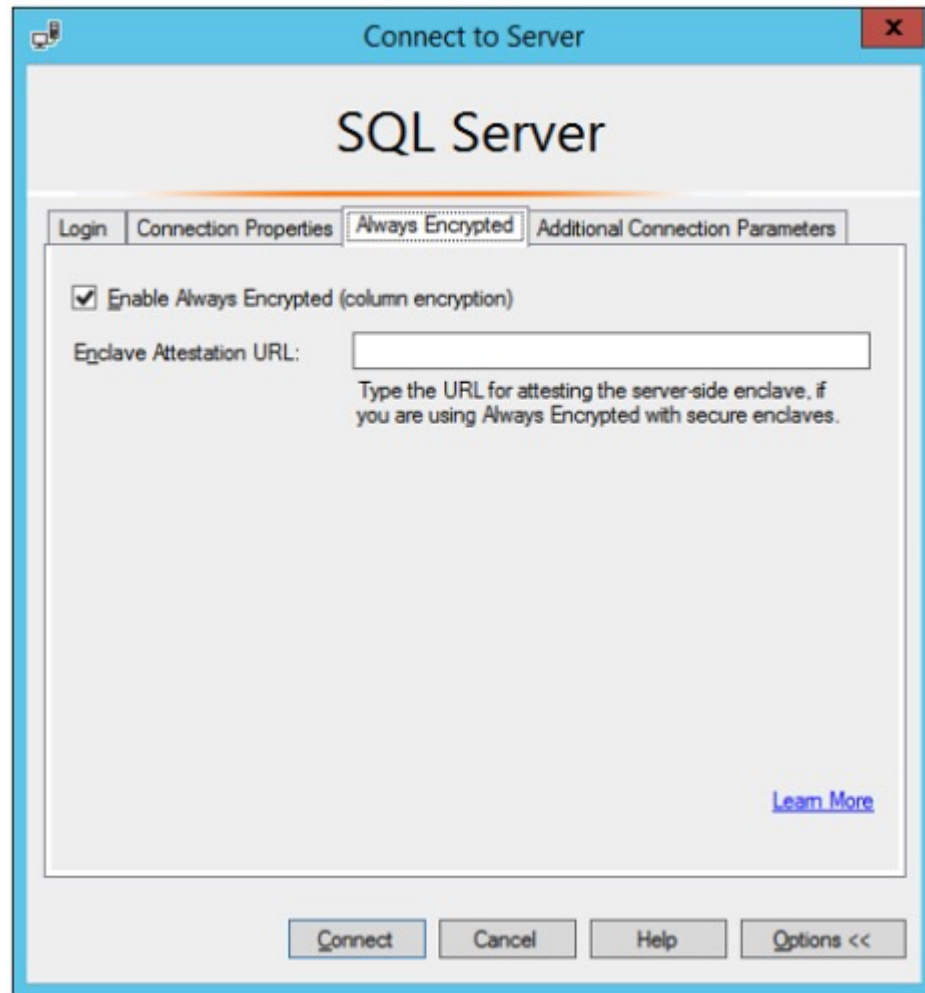 Connect to Server
x
SQL Server
Login
Connection Properties
Always Encrypted
Additional Connection Parameters
Enable Always Encrypted (column encryption)
Enclave Attestation URL:
Type the URL for attesting the server-side enclave, if
you are using Always Encrypted with secure enclaves.
Learn More
Connect
Cancel
Help
Options <<